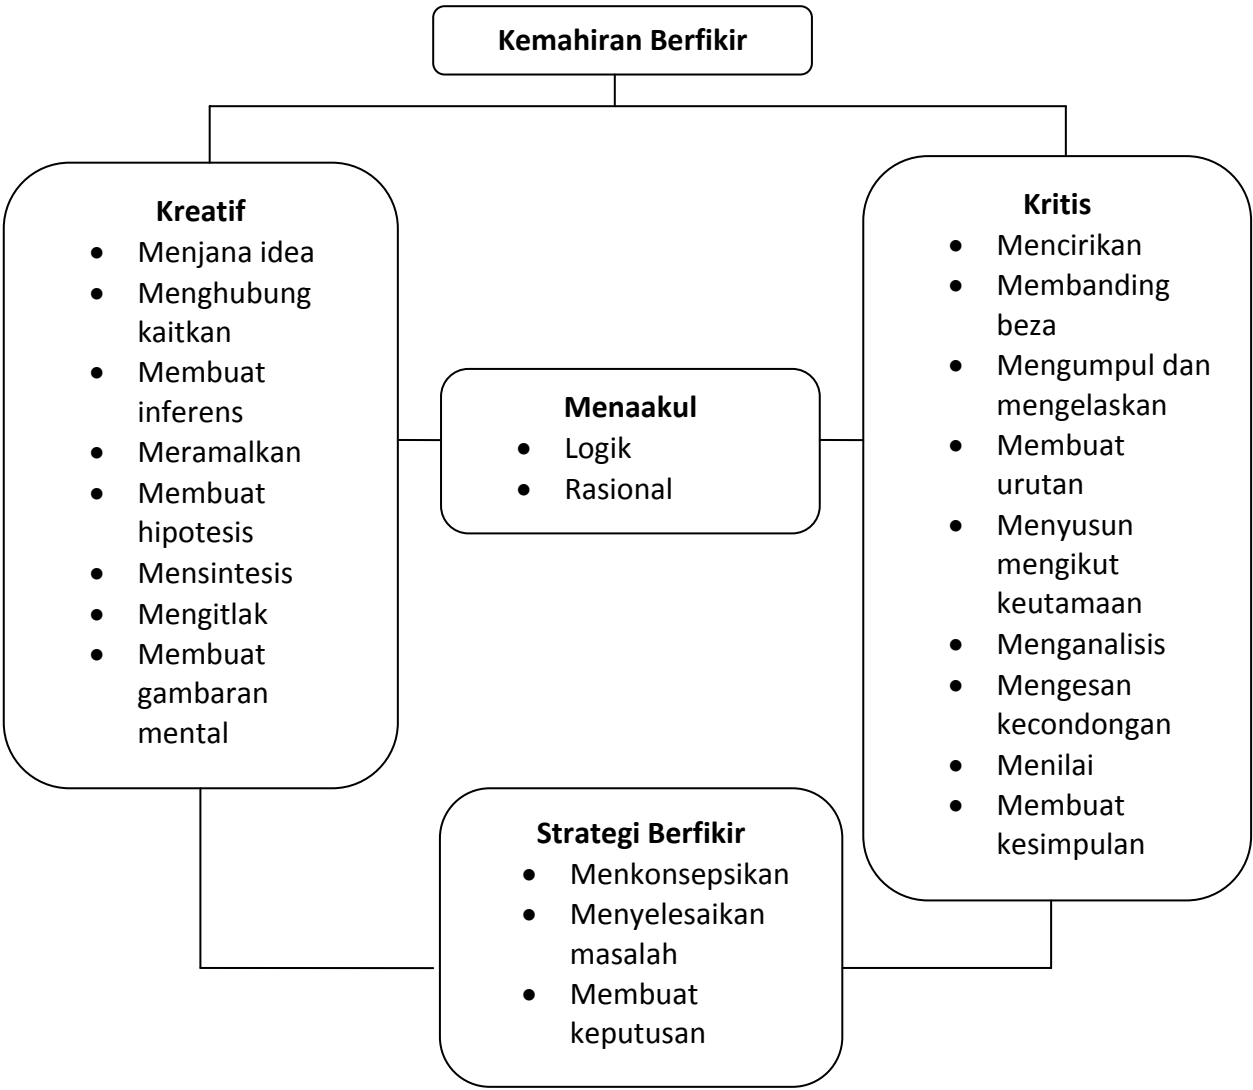 Kemahiran Berfikir
Kreatif
• Menjana idea
• Menghubung
kaitkan
• Membuat
inferens
• Meramalkan
• Membuat
hipotesis
• Mensintesis
• Mengitlak
• Membuat
gambaran
mental
Menaakul
• Logik
• Rasional
Kritis
• Mencirikan
• Membanding
beza
• Mengumpul dan
mengelaskan
• Membuat
urutan
• Menyusun
mengikut
keutamaan
• Menganalisis
• Mengesan
kecondongan
• Menilai
• Membuat
kesimpulan
Strategi Berfikir
• Menkonsepsikan
• Menyelesaikan
masalah
• Membuat
keputusan